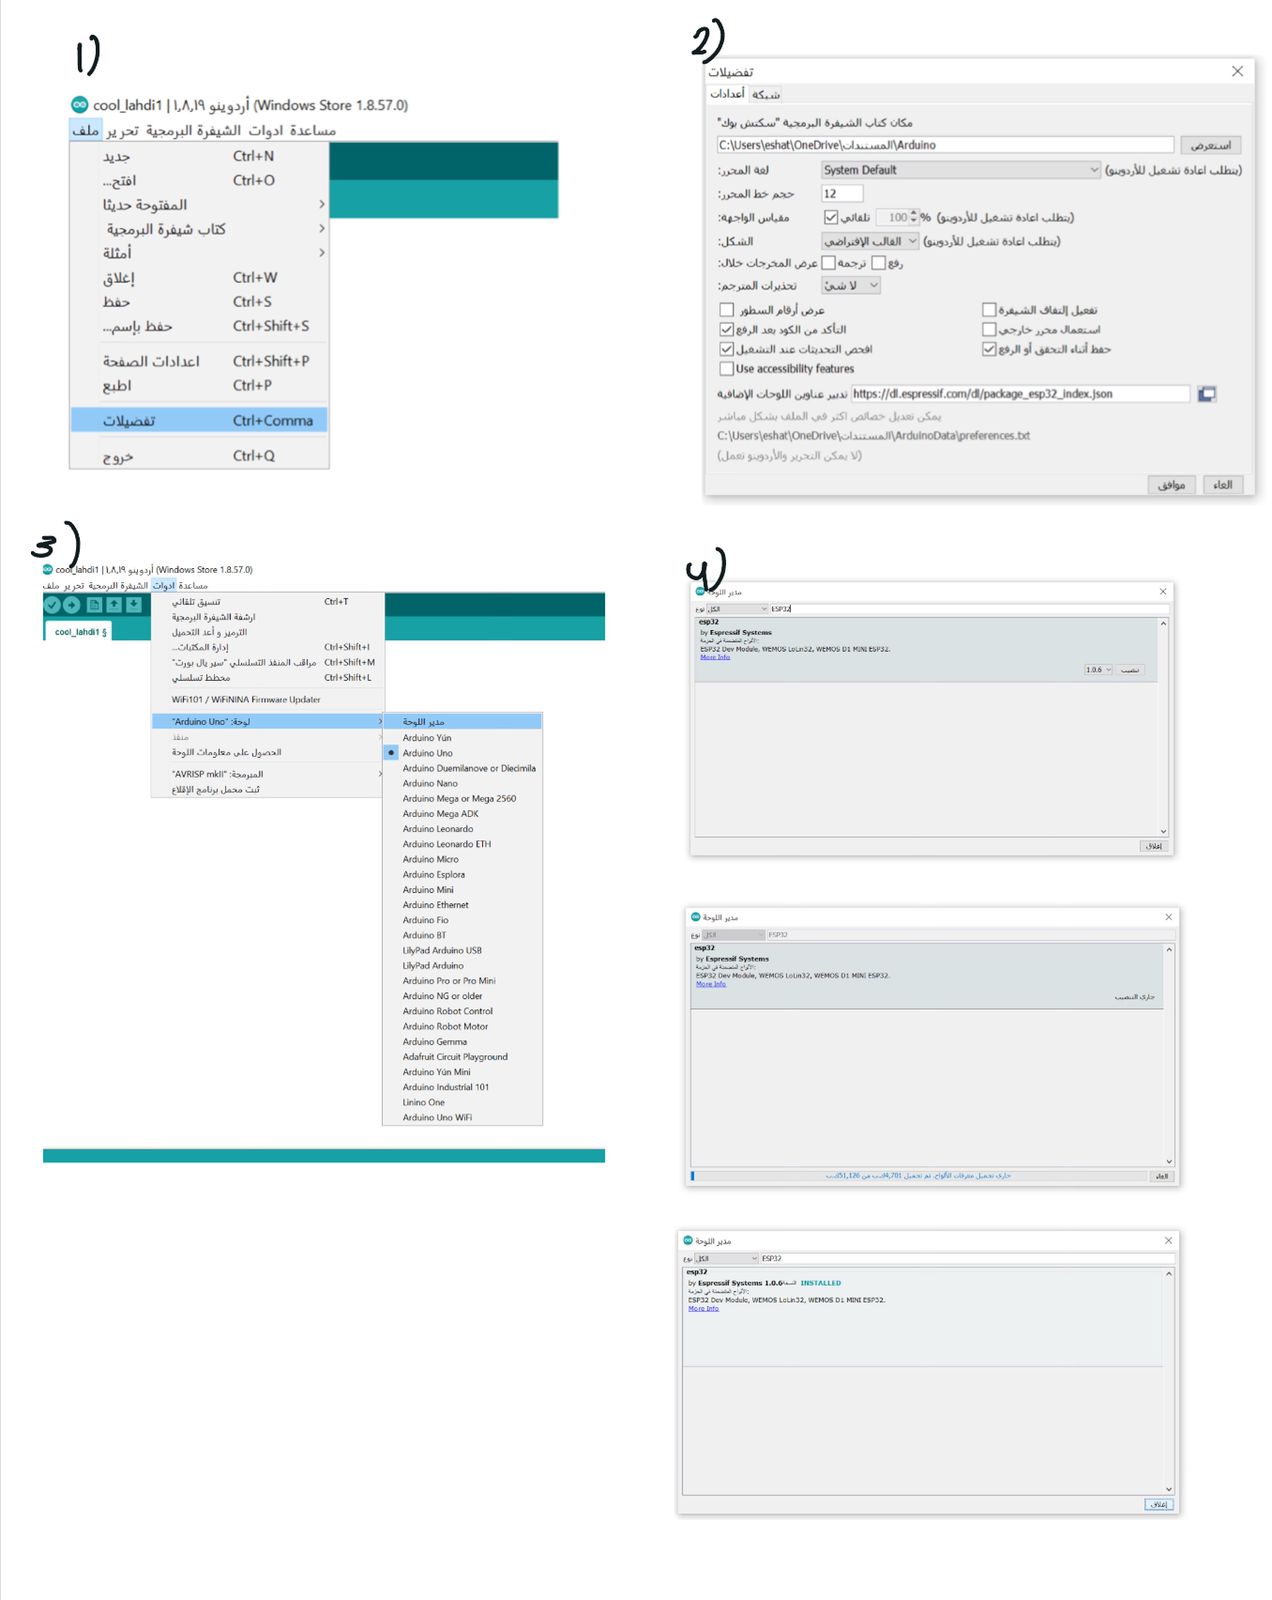 1)
cool_lahdi1 | أردوينو ١,٨,١٩ (Windows Store 1.8.57.0)
ملف تحرير الشيفرة البرمجية ادوات مساعدة
جديد Ctrl+N
افتح... Ctrl+O
المفتوحة حديثا
كتاب شيفرة البرمجية
أمثلة
إغلاق Ctrl+W
حفظ Ctrl+S
حفظ بإسم... Ctrl+Shift+S
اعدادات الصفحة Ctrl+Shift+P
اطبع Ctrl+P
تفضيلات Ctrl+Comma
خروج Ctrl+Q
2)
تفضيلات
أعدادات شبكة
مكان كتاب الشيفرة البرمجية "سكتش بوك"
C:\Users\eshat\OneDrive\المستندات\Arduino استعرض
لغة المحرر: System Default (يتطلب اعادة تشغيل للأردوينو)
حجم خط المحرر: 12
مقياس الواجهة: تلقائي 100 % (يتطلب اعادة تشغيل للأردوينو)
الشكل: القالب الإفتراضي (يتطلب اعادة تشغيل للأردوينو)
عرض المخرجات خلال: ترجمة رفع
تحذيرات المترجم: لا شئ
عرض أرقام السطور تفعيل إلتفاف الشيفرة
التأكد من الكود بعد الرفع استعمال محرر خارجي
افحص التحديثات عند التشغيل حفظ أثناء التحقق أو الرفع
Use accessibility features
تدبير عناوين اللوحات الإضافية https://dl.espressif.com/dl/package_esp32_index.json
يمكن تعديل خصائص اكثر في الملف بشكل مباشر
C:\Users\eshat\OneDrive\المستندات\ArduinoData\preferences.txt
(لا يمكن التحرير والأردوينو تعمل)
موافق الغاء
3)
cool_lahdi1 | أردوينو ١,٨,١٩ (Windows Store 1.8.57.0)
ملف تحرير الشيفرة البرمجية ادوات مساعدة
cool_lahdi1 §
تنسيق تلقائي Ctrl+T
ارشفة الشيفرة البرمجية
الترميز و أعد التحميل
إدارة المكتبات... Ctrl+Shift+I
مراقب المنفذ التسلسلي "سير يال بورت" Ctrl+Shift+M
مخطط تسلسلي Ctrl+Shift+L
WiFi101 / WiFiNINA Firmware Updater
لوحة: "Arduino Uno"
منفذ
الحصول على معلومات اللوحة
المبرمجة: "AVRISP mkII"
ثبت محمل برنامج الإقلاع
مدير اللوحة
Arduino Yún
Arduino Uno
Arduino Duemilanove or Diecimila
Arduino Nano
Arduino Mega or Mega 2560
Arduino Mega ADK
Arduino Leonardo
Arduino Leonardo ETH
Arduino Micro
Arduino Esplora
Arduino Mini
Arduino Ethernet
Arduino Fio
Arduino BT
LilyPad Arduino USB
LilyPad Arduino
Arduino Pro or Pro Mini
Arduino NG or older
Arduino Robot Control
Arduino Robot Motor
Arduino Gemma
Adafruit Circuit Playground
Arduino Yún Mini
Arduino Industrial 101
Linino One
Arduino Uno WiFi
4)
مدير اللوحة
نوع الكل ESP32
esp32
by Espressif Systems
الألواح المتضمنة في الحزمة:
ESP32 Dev Module, WEMOS LoLin32, WEMOS D1 MINI ESP32.
More Info
1.0.6 تنصيب
إغلاق
مدير اللوحة
نوع الكل ESP32
esp32
by Espressif Systems
الألواح المتضمنة في الحزمة:
ESP32 Dev Module, WEMOS LoLin32, WEMOS D1 MINI ESP32.
More Info
جاري التنصيب
جاري تحميل معرفات الألواح. تم تحميل 4,701ك.ب من 51,126ك.ب
الغاء
مدير اللوحة
نوع الكل ESP32
esp32
by Espressif Systems 1.0.6 النسخة INSTALLED
الألواح المتضمنة في الحزمة:
ESP32 Dev Module, WEMOS LoLin32, WEMOS D1 MINI ESP32.
More Info
إغلاق